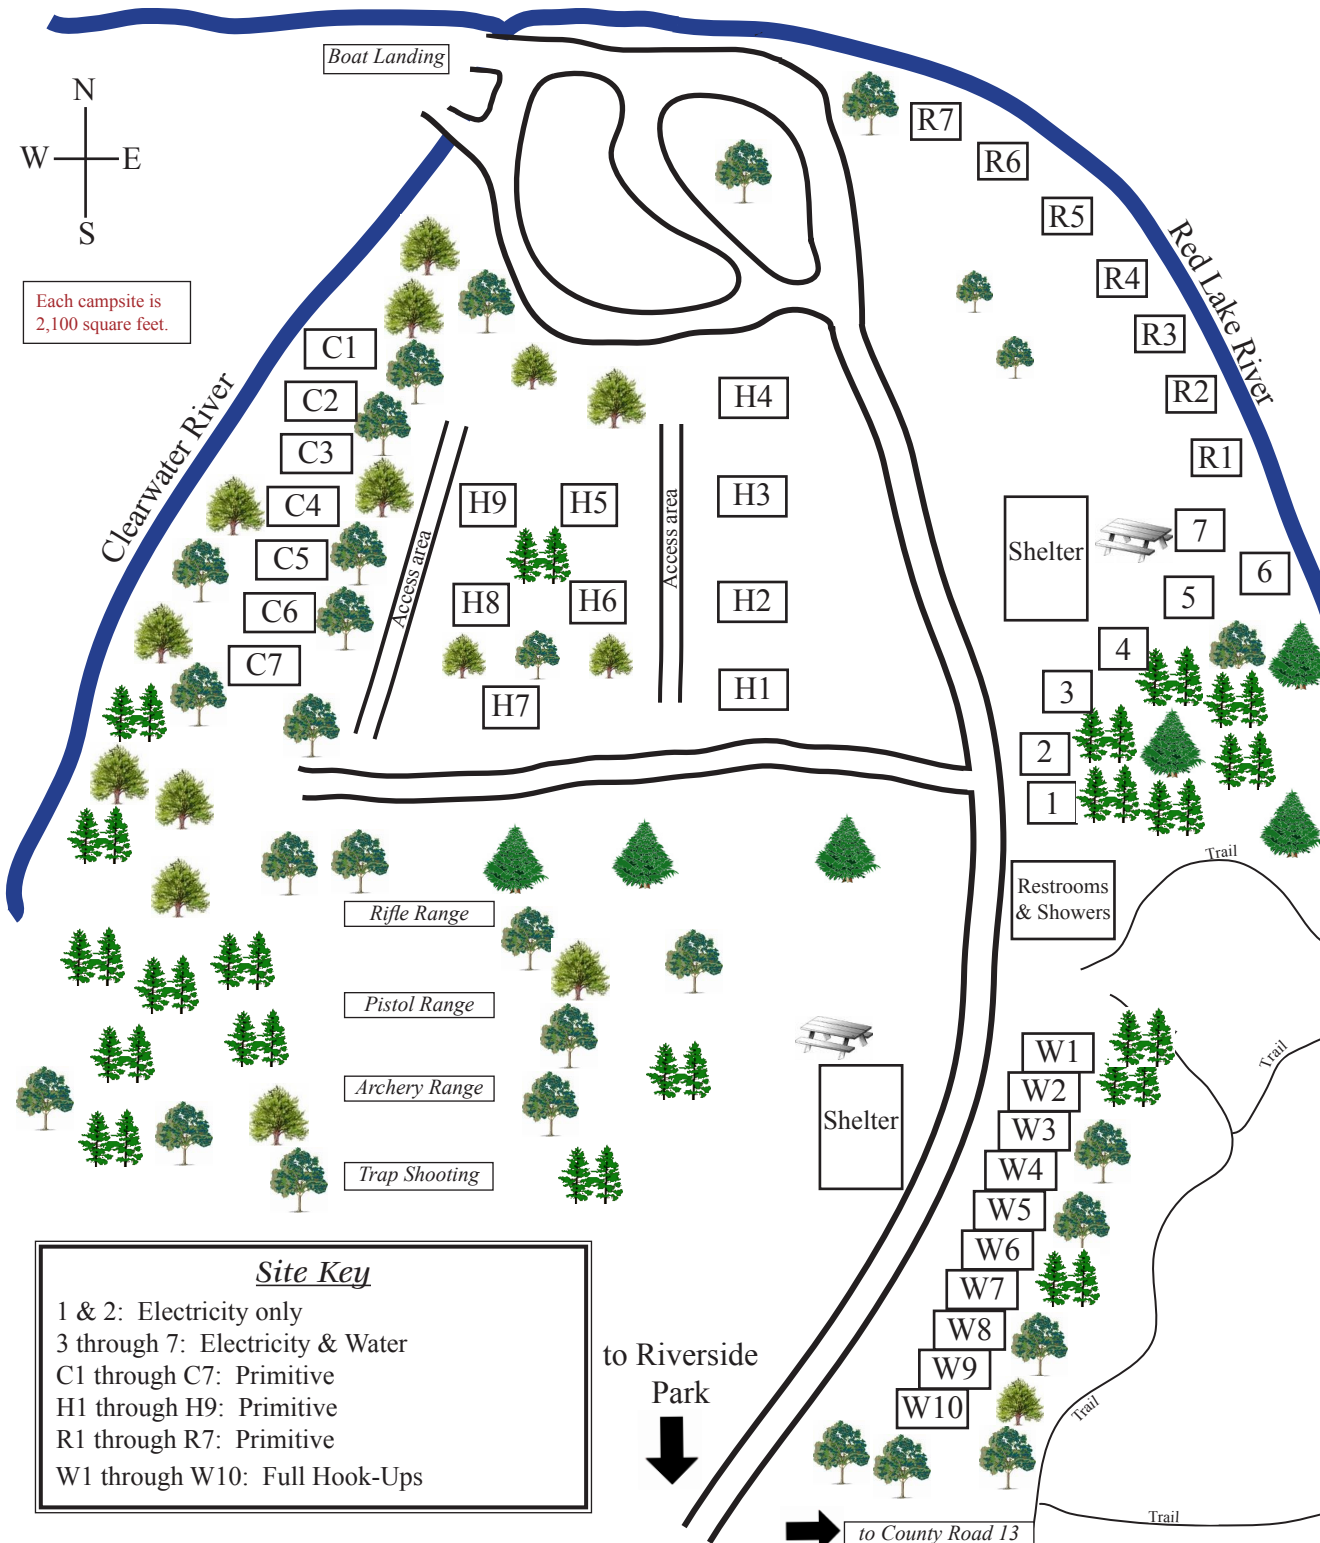 Boat Landing
N
W E
S
Each campsite is
2,100 square feet.
Clearwater River
Red Lake River
R7
R6
R5
R4
R3
R2
R1
C1
C2
C3
C4
C5
C6
C7
Access area
Access area
H4
H3
H2
H1
H9
H5
H8
H6
H7
Shelter
7
6
5
4
3
2
1
Restrooms
& Showers
Trail
Rifle Range
Pistol Range
Archery Range
Trap Shooting
Shelter
W1
W2
W3
W4
W5
W6
W7
W8
W9
W10
Trail
Trail
Trail
Trail
Site Key
1 & 2: Electricity only
3 through 7: Electricity & Water
C1 through C7: Primitive
H1 through H9: Primitive
R1 through R7: Primitive
W1 through W10: Full Hook-Ups
to Riverside
Park
to County Road 13